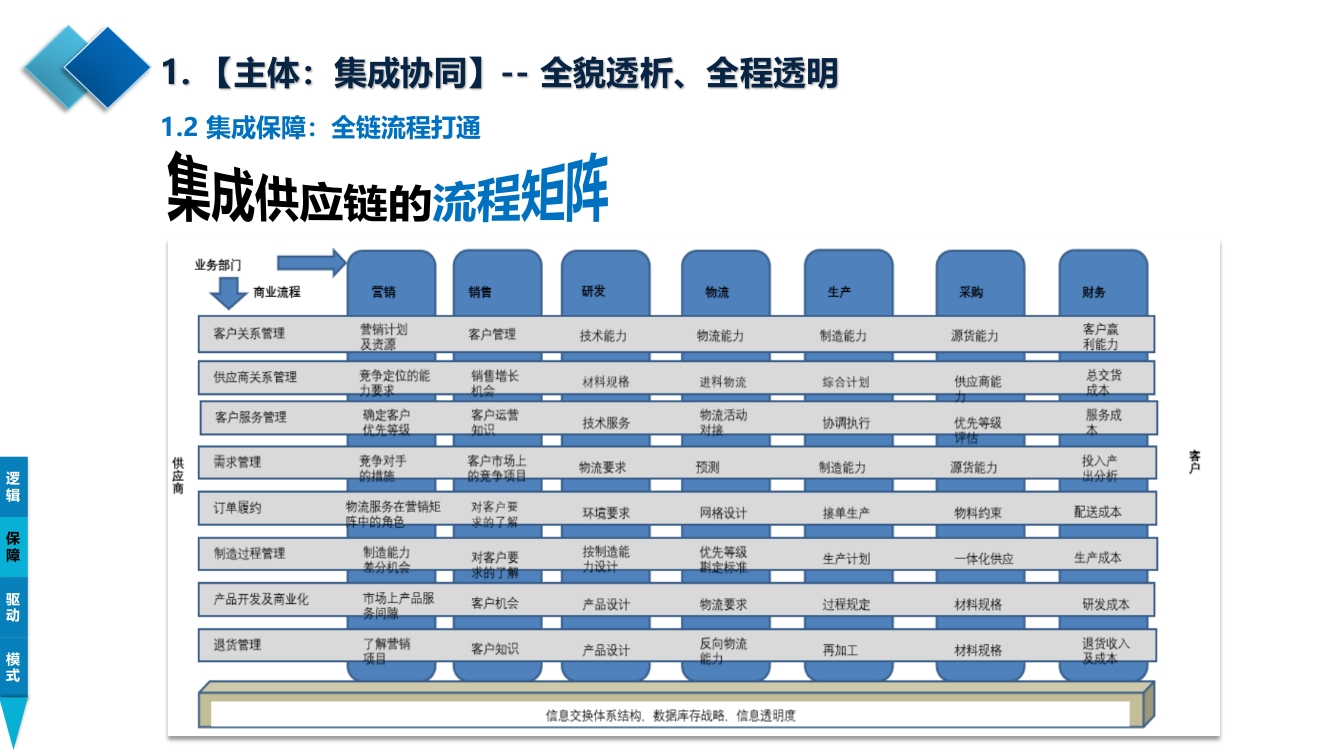 1. 【主体：集成协同】-- 全貌透析、全程透明
1.2 集成保障：全链流程打通
集成供应链的流程矩阵
业务部门
商业流程
营销
销售
研发
物流
生产
采购
财务
客户关系管理
营销计划
及资源
客户管理
技术能力
物流能力
制造能力
源货能力
客户赢
利能力
供应商关系管理
竞争定位的能
力要求
销售增长
机会
材料规格
进料物流
综合计划
供应商能
力
总交货
成本
客户服务管理
确定客户
优先等级
客户运营
知识
技术服务
物流活动
对接
协调执行
优先等级
评估
服务成
本
需求管理
竞争对手
的措施
客户市场上
的竞争项目
物流要求
预测
制造能力
源货能力
投入产
出分析
订单履约
物流服务在营销矩
阵中的角色
对客户要
求的了解
环境要求
网格设计
接单生产
物料约束
配送成本
制造过程管理
制造能力
差分机会
对客户要
求的了解
按制造能
力设计
优先等级
斟定标准
生产计划
一体化供应
生产成本
产品开发及商业化
市场上产品服
务间隙
客户机会
产品设计
物流要求
过程规定
材料规格
研发成本
退货管理
了解营销
项目
客户知识
产品设计
反向物流
能力
再加工
材料规格
退货收入
及成本
供
应
商
客
户
信息交换体系结构，数据库存战略，信息透明度
逻
辑
保
障
驱
动
模
式